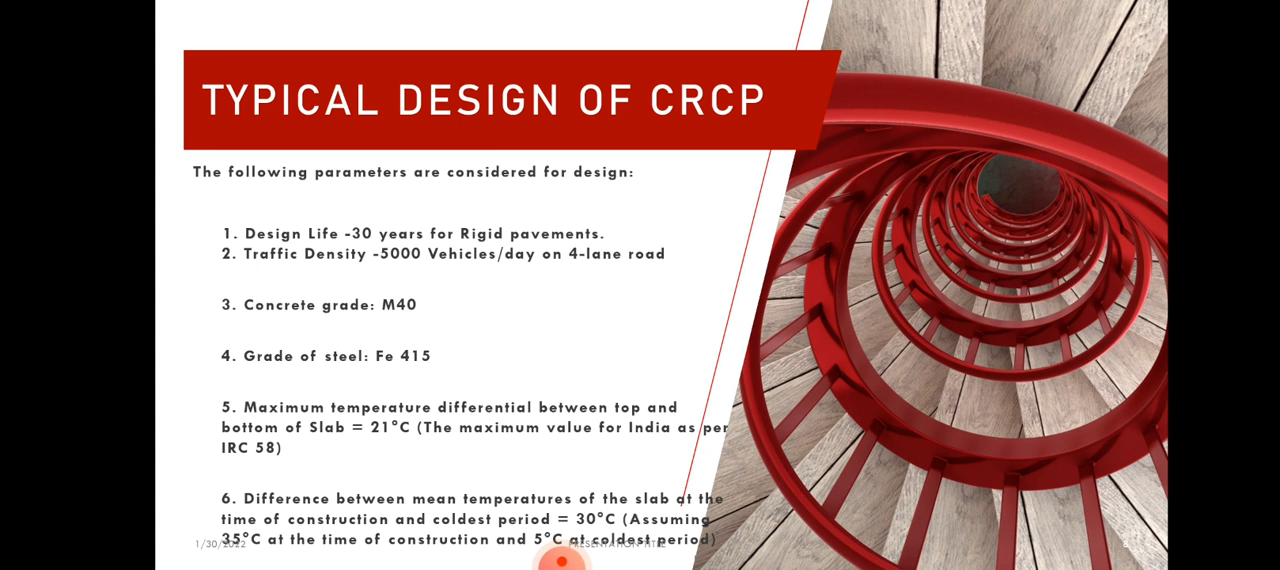 TYPICAL DESIGN OF CRCP
The following parameters are considered for design:
1. Design Life -30 years for Rigid pavements.
2. Traffic Density -5000 Vehicles/day on 4-lane road
3. Concrete grade: M40
4. Grade of steel: Fe 415
5. Maximum temperature differential between top and
bottom of Slab = 21°C (The maximum value for India as per
IRC 58)
6. Difference between mean temperatures of the slab at the
time of construction and coldest period = 30°C (Assuming
35°C at the time of construction and 5°C at coldest period)
1/30/2022
PRESENTATION TITLE